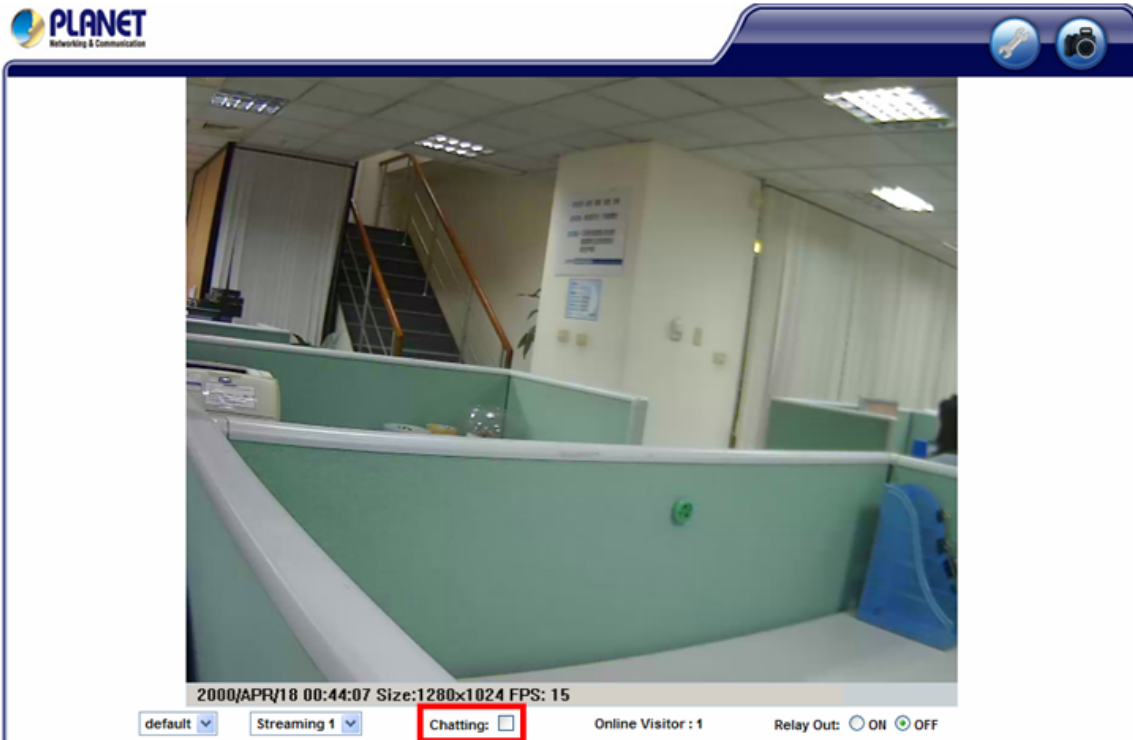 PLANET
Networking & Communication
2000/APR/18 00:44:07 Size:1280x1024 FPS: 15
default
Streaming 1
Chatting:
Online Visitor : 1
Relay Out: ON OFF